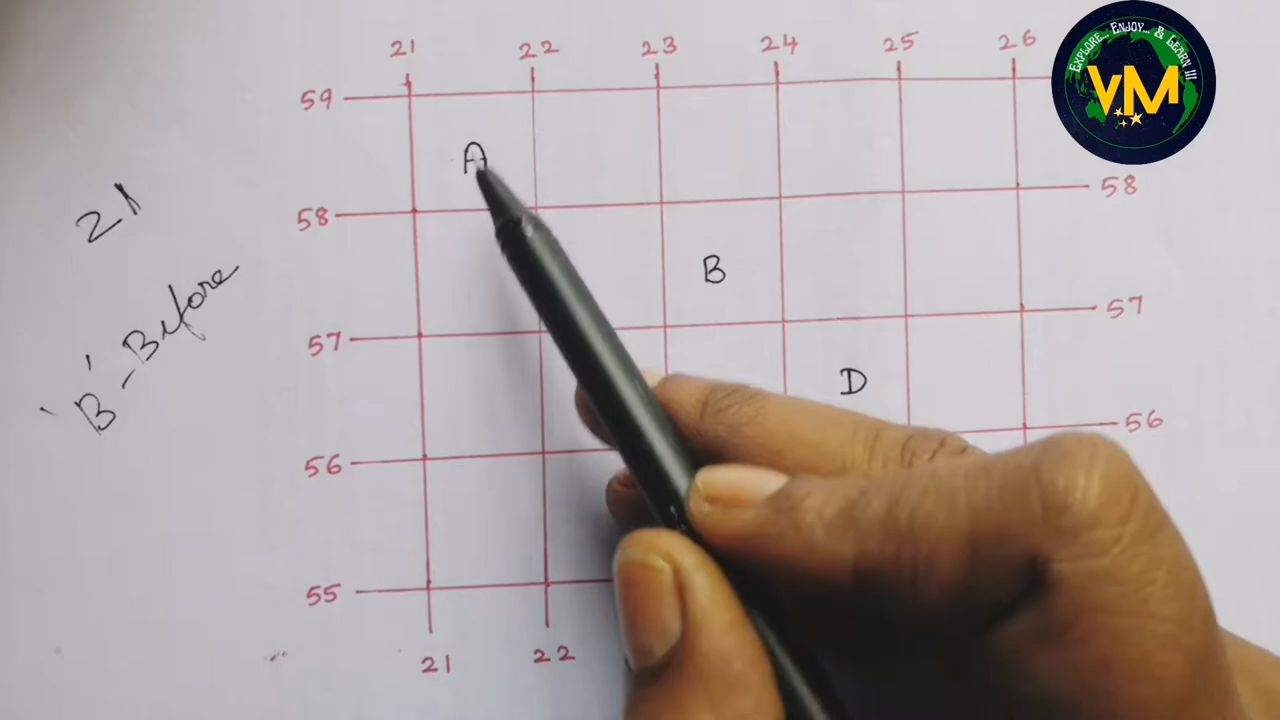 21 22 23 24 25 26
59
A
58 58
B
57 57
D
56 56
55
21 22
21
'B' - Before
EXPLORE... ENJOY... & LEARN !!!
VM